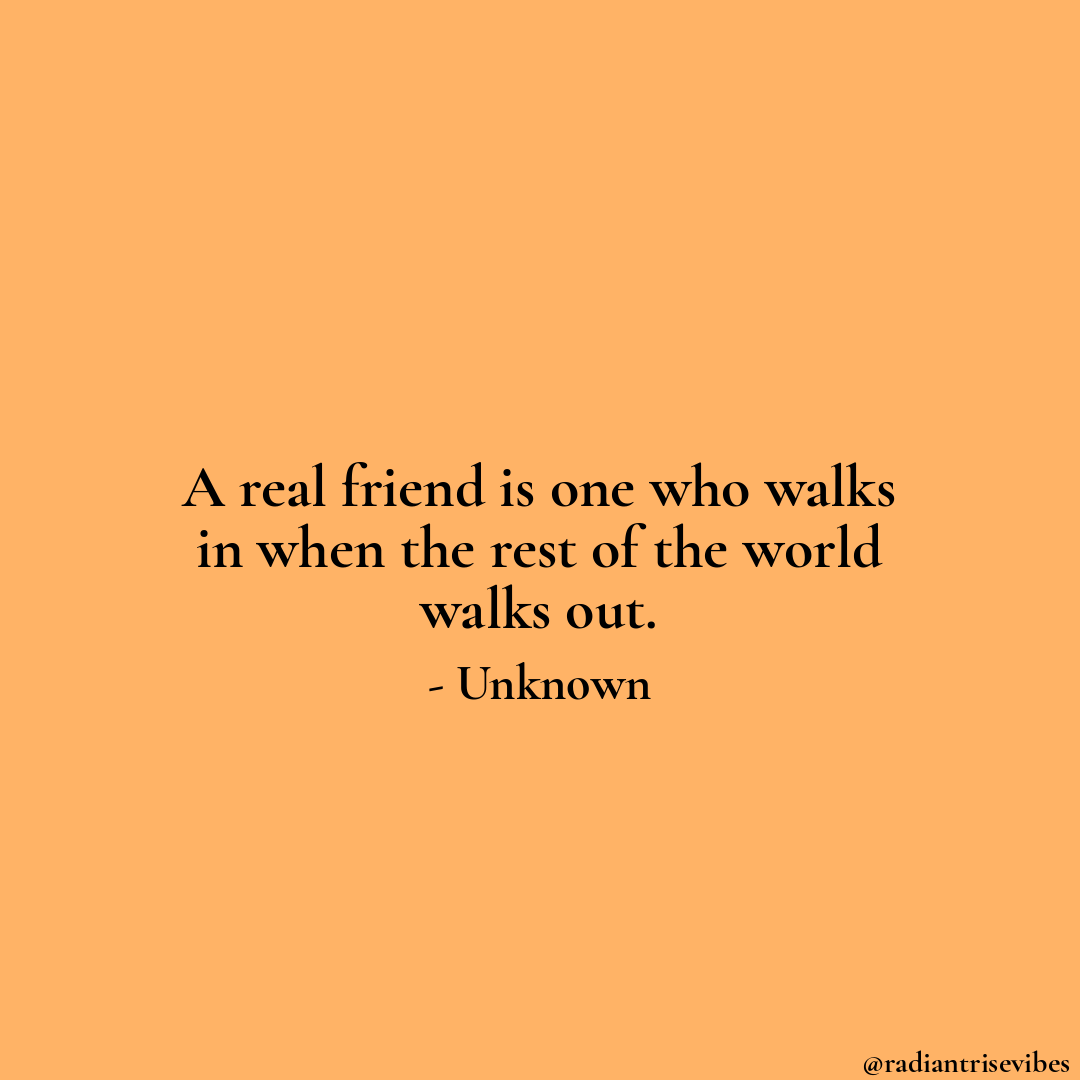 A real friend is one who walks
in when the rest of the world
walks out.
- Unknown
@radiantrisevibes